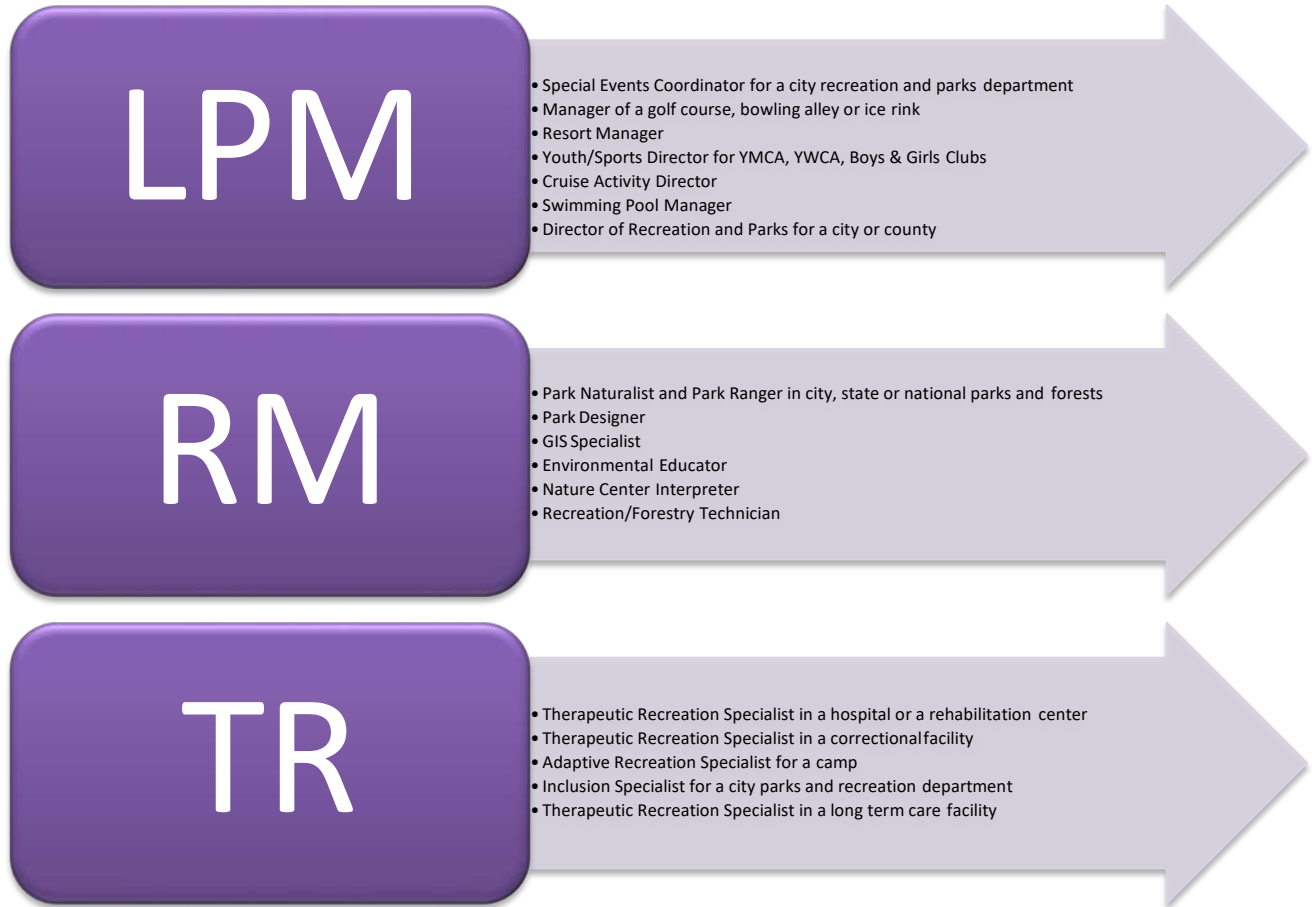 LPM
• Special Events Coordinator for a city recreation and parks department
• Manager of a golf course, bowling alley or ice rink
• Resort Manager
• Youth/Sports Director for YMCA, YWCA, Boys & Girls Clubs
• Cruise Activity Director
• Swimming Pool Manager
• Director of Recreation and Parks for a city or county
RM
• Park Naturalist and Park Ranger in city, state or national parks and forests
• Park Designer
• GIS Specialist
• Environmental Educator
• Nature Center Interpreter
• Recreation/Forestry Technician
TR
• Therapeutic Recreation Specialist in a hospital or a rehabilitation center
• Therapeutic Recreation Specialist in a correctional facility
• Adaptive Recreation Specialist for a camp
• Inclusion Specialist for a city parks and recreation department
• Therapeutic Recreation Specialist in a long term care facility